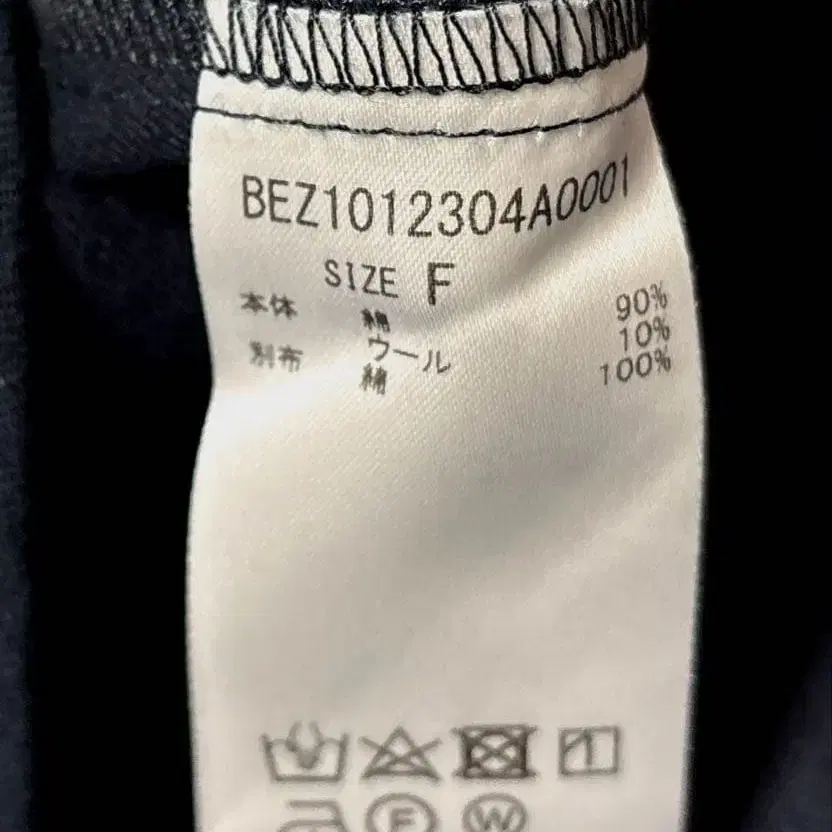 BEZ1012304A0001
SIZE F
本体 綿 90%
ウール 10%
別布 綿 100%
F W